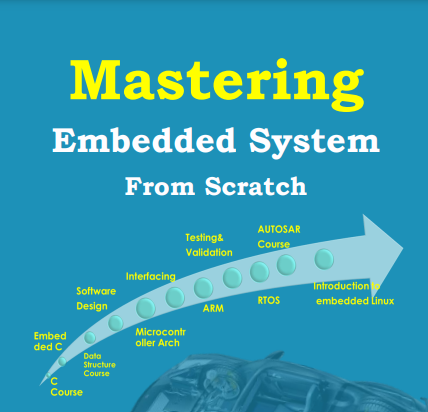 Mastering
Embedded System
From Scratch
AUTOSAR
Course
Testing&
Validation
Interfacing
Software
Design
Introduction to
embedded Linux
RTOS
ARM
Microcontr
oller Arch
Embed
ded C
Data
Structure
Course
C
Course